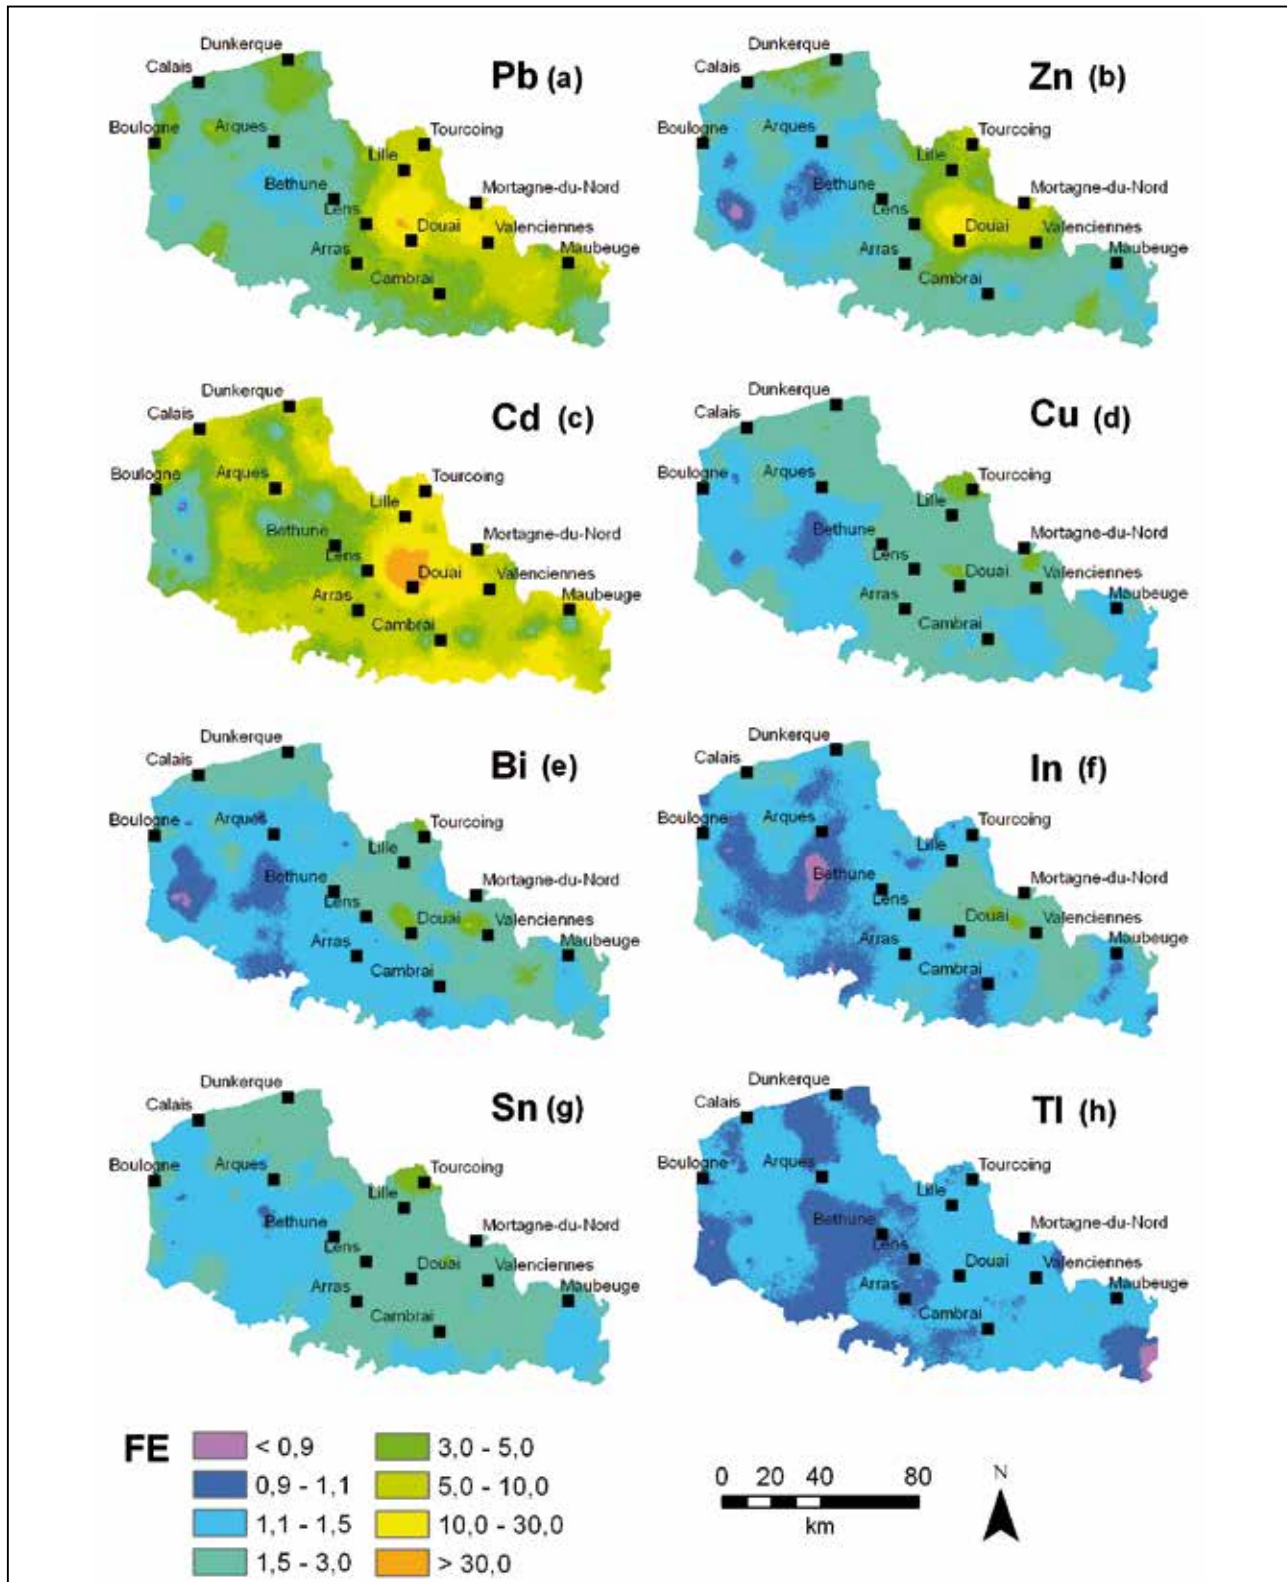 Dunkerque
Calais
Pb (a)
Boulogne
Arques
Tourcoing
Lille
Bethune
Mortagne-du-Nord
Lens
Douai
Valenciennes
Arras
Maubeuge
Cambrai
Dunkerque
Calais
Zn (b)
Boulogne
Arques
Tourcoing
Lille
Bethune
Mortagne-du-Nord
Lens
Douai
Valenciennes
Arras
Maubeuge
Cambrai
Dunkerque
Calais
Cd (c)
Boulogne
Arques
Tourcoing
Lille
Bethune
Mortagne-du-Nord
Lens
Douai
Valenciennes
Arras
Maubeuge
Cambrai
Dunkerque
Calais
Cu (d)
Boulogne
Arques
Tourcoing
Lille
Bethune
Mortagne-du-Nord
Lens
Douai
Valenciennes
Arras
Maubeuge
Cambrai
Dunkerque
Calais
Bi (e)
Boulogne
Arques
Tourcoing
Lille
Bethune
Mortagne-du-Nord
Lens
Douai
Valenciennes
Arras
Maubeuge
Cambrai
Dunkerque
Calais
In (f)
Boulogne
Arques
Tourcoing
Lille
Bethune
Mortagne-du-Nord
Lens
Douai
Valenciennes
Arras
Maubeuge
Cambrai
Dunkerque
Calais
Sn (g)
Boulogne
Arques
Tourcoing
Lille
Bethune
Mortagne-du-Nord
Lens
Douai
Valenciennes
Arras
Maubeuge
Cambrai
Dunkerque
Calais
Tl (h)
Boulogne
Arques
Tourcoing
Lille
Bethune
Mortagne-du-Nord
Lens
Douai
Valenciennes
Arras
Maubeuge
Cambrai
FE
< 0,9
0,9 - 1,1
1,1 - 1,5
1,5 - 3,0
3,0 - 5,0
5,0 - 10,0
10,0 - 30,0
> 30,0
0 20 40 80
km
N